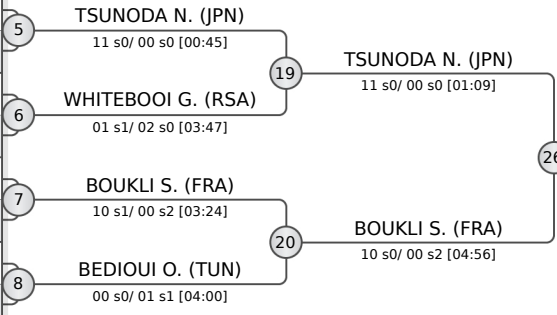 TSUNODA N. (JPN)
5
11 s0/ 00 s0 [00:45]
TSUNODA N. (JPN)
19
11 s0/ 00 s0 [01:09]
WHITEBOOI G. (RSA)
6
01 s1/ 02 s0 [03:47]
26
BOUKLI S. (FRA)
7
10 s1/ 00 s2 [03:24]
BOUKLI S. (FRA)
20
10 s0/ 00 s2 [04:56]
BEDIOUI O. (TUN)
8
00 s0/ 01 s1 [04:00]